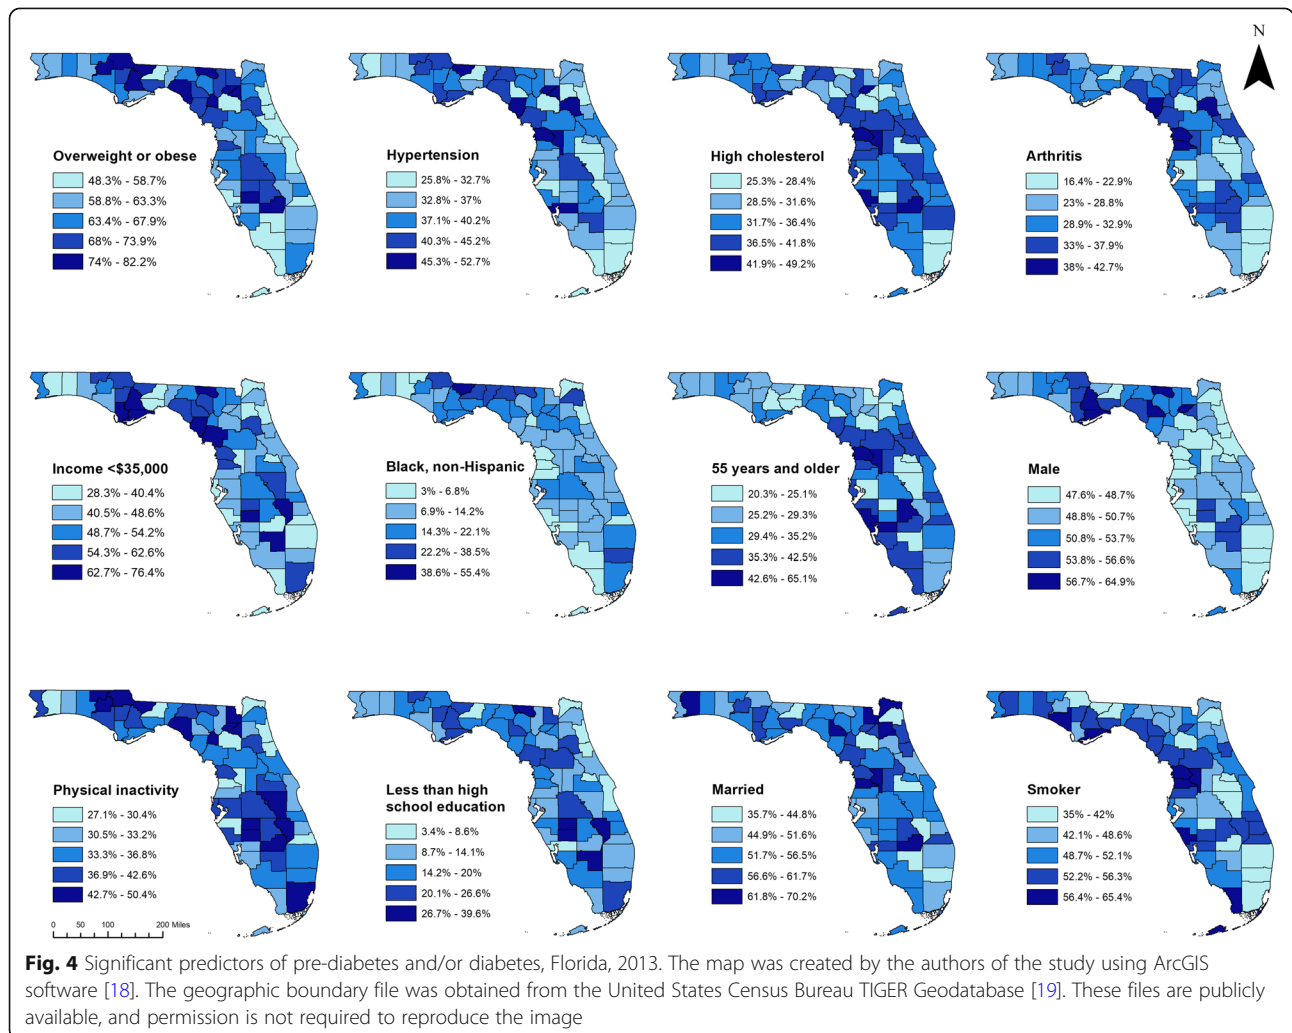 N
Overweight or obese
48.3% - 58.7%
58.8% - 63.3%
63.4% - 67.9%
68% - 73.9%
74% - 82.2%
Hypertension
25.8% - 32.7%
32.8% - 37%
37.1% - 40.2%
40.3% - 45.2%
45.3% - 52.7%
High cholesterol
25.3% - 28.4%
28.5% - 31.6%
31.7% - 36.4%
36.5% - 41.8%
41.9% - 49.2%
Arthritis
16.4% - 22.9%
23% - 28.8%
28.9% - 32.9%
33% - 37.9%
38% - 42.7%
Income <$35,000
28.3% - 40.4%
40.5% - 48.6%
48.7% - 54.2%
54.3% - 62.6%
62.7% - 76.4%
Black, non-Hispanic
3% - 6.8%
6.9% - 14.2%
14.3% - 22.1%
22.2% - 38.5%
38.6% - 55.4%
55 years and older
20.3% - 25.1%
25.2% - 29.3%
29.4% - 35.2%
35.3% - 42.5%
42.6% - 65.1%
Male
47.6% - 48.7%
48.8% - 50.7%
50.8% - 53.7%
53.8% - 56.6%
56.7% - 64.9%
Physical inactivity
27.1% - 30.4%
30.5% - 33.2%
33.3% - 36.8%
36.9% - 42.6%
42.7% - 50.4%
0 50 100 200 Miles
Less than high
school education
3.4% - 8.6%
8.7% - 14.1%
14.2% - 20%
20.1% - 26.6%
26.7% - 39.6%
Married
35.7% - 44.8%
44.9% - 51.6%
51.7% - 56.5%
56.6% - 61.7%
61.8% - 70.2%
Smoker
35% - 42%
42.1% - 48.6%
48.7% - 52.1%
52.2% - 56.3%
56.4% - 65.4%
Fig. 4 Significant predictors of pre-diabetes and/or diabetes, Florida, 2013. The map was created by the authors of the study using ArcGIS
software [18]. The geographic boundary file was obtained from the United States Census Bureau TIGER Geodatabase [19]. These files are publicly
available, and permission is not required to reproduce the image